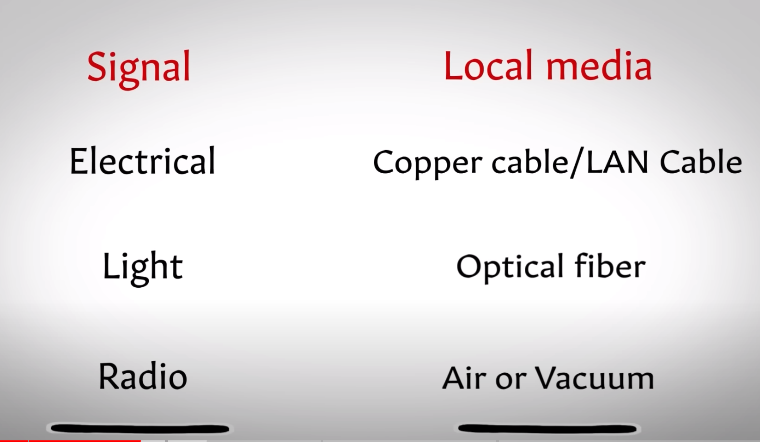 Signal Local media
Electrical Copper cable/LAN Cable
Light Optical fiber
Radio Air or Vacuum